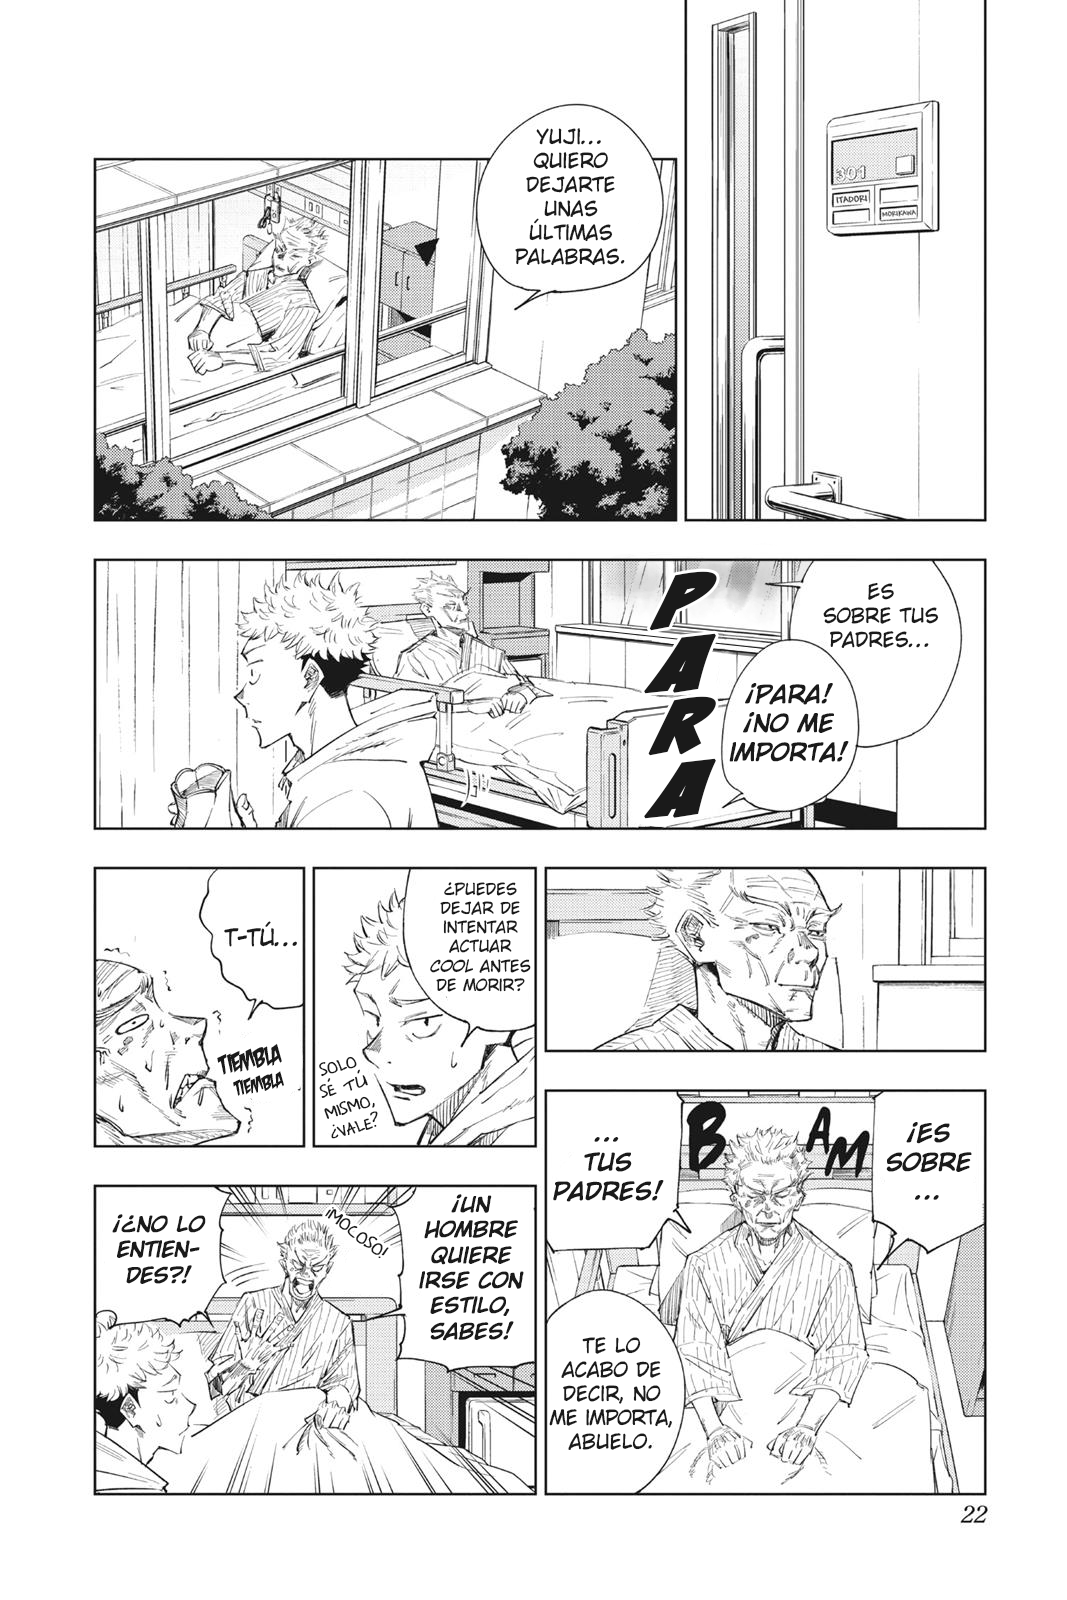 301
ITADORI
MORIKAWA
YUJI...
QUIERO
DEJARTE
UNAS
ÚLTIMAS
PALABRAS.
ES
SOBRE TUS
PADRES...
¡PARA!
¡NO ME
IMPORTA!
PARA
¿PUEDES
DEJAR DE
INTENTAR
ACTUAR
COOL ANTES
DE MORIR?
SOLO,
SÉ TÚ
MISMO,
¿VALE?
T-TÚ...
TIEMBLA
TIEMBLA
¡ES
SOBRE
...
BAM
...
TUS
PADRES!
TE LO
ACABO DE
DECIR, NO
ME IMPORTA,
ABUELO.
¡UN
HOMBRE
QUIERE
IRSE CON
ESTILO,
SABES!
¡MOCOSO!
¡¿NO LO
ENTIEN-
DES?!
22